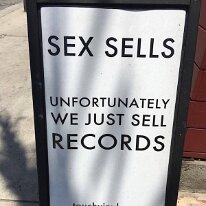 SEX SELLS
UNFORTUNATELY
WE JUST SELL
RECORDS